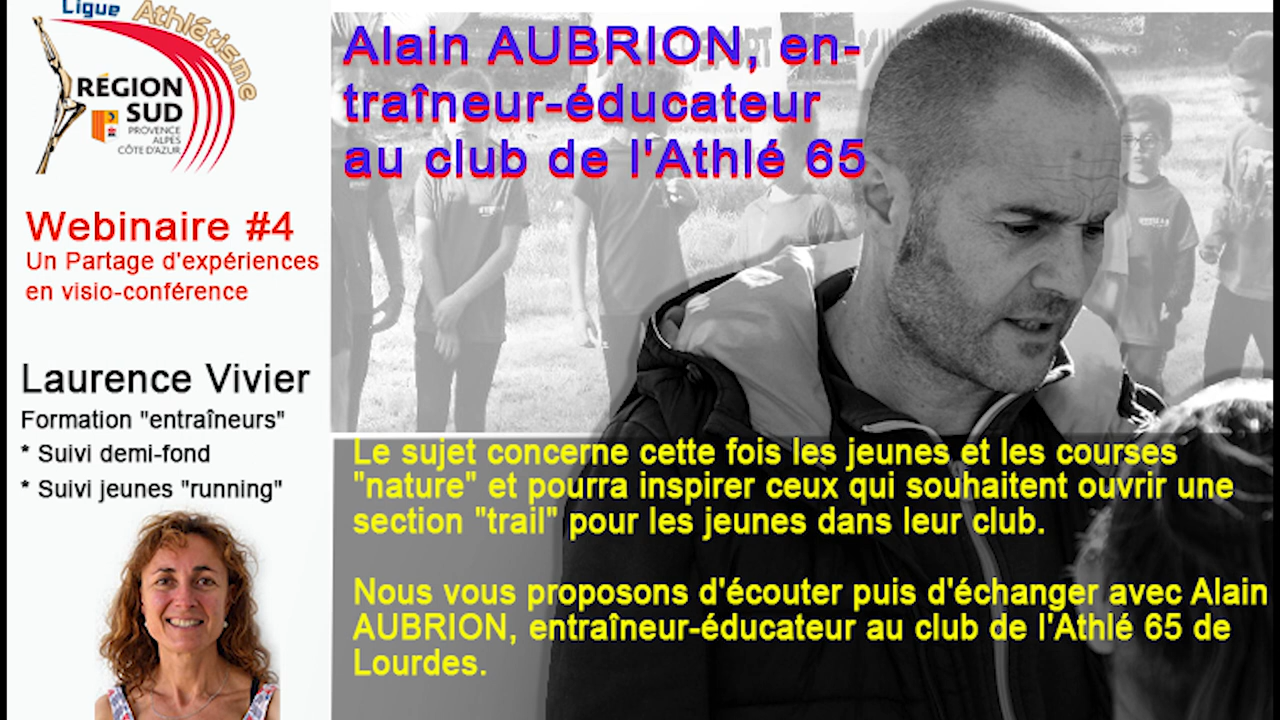 Ligue Athlétisme
RÉGION
SUD
PROVENCE
ALPES
CÔTE D'AZUR
Webinaire #4
Un Partage d'expériences
en visio-conférence
Laurence Vivier
Formation "entraîneurs"
* Suivi demi-fond
* Suivi jeunes "running"
Alain AUBRION, en-
traîneur-éducateur
au club de l'Athlé 65
Le sujet concerne cette fois les jeunes et les courses
"nature" et pourra inspirer ceux qui souhaitent ouvrir une
section "trail" pour les jeunes dans leur club.
Nous vous proposons d'écouter puis d'échanger avec Alain
AUBRION, entraîneur-éducateur au club de l'Athlé 65 de
Lourdes.